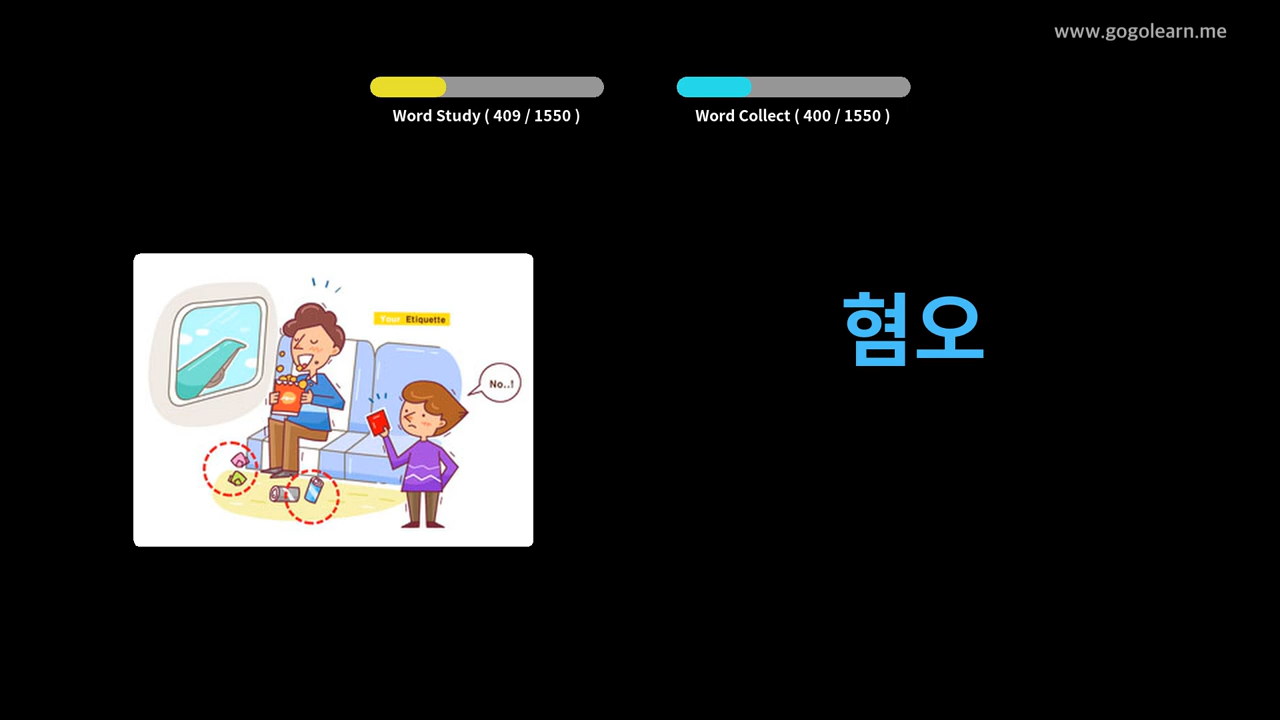 www.gogolearn.me
Word Study ( 409 / 1550 )
Word Collect ( 400 / 1550 )
Your Etiquette
No..!
혐오